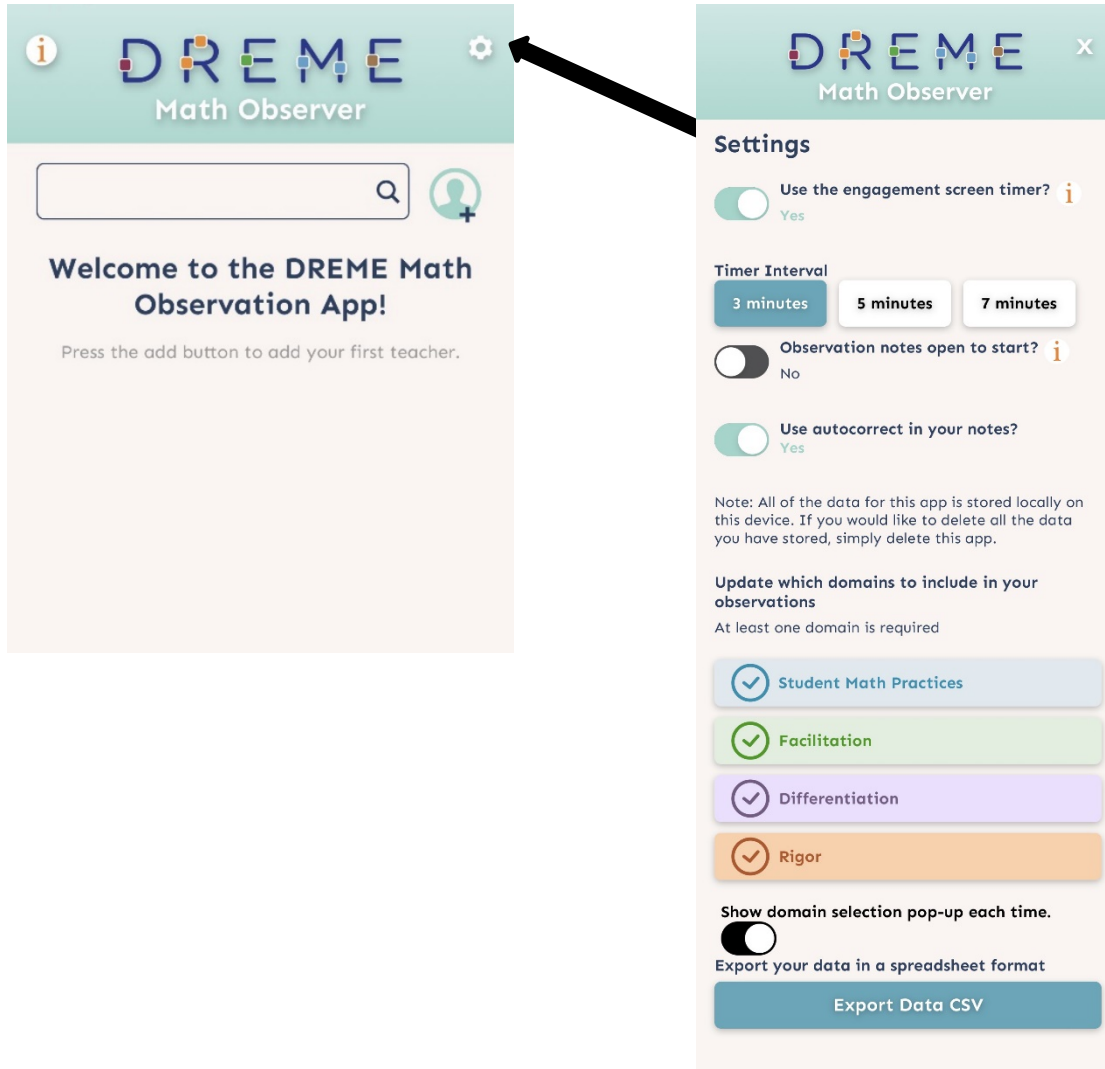 i
DREME
Math Observer
Welcome to the DREME Math
Observation App!
Press the add button to add your first teacher.
DREME
X
Math Observer
Settings
Use the engagement screen timer? i
Yes
Timer Interval
3 minutes 5 minutes 7 minutes
Observation notes open to start? i
No
Use autocorrect in your notes?
Yes
Note: All of the data for this app is stored locally on
this device. If you would like to delete all the data
you have stored, simply delete this app.
Update which domains to include in your
observations
At least one domain is required
Student Math Practices
Facilitation
Differentiation
Rigor
Show domain selection pop-up each time.
Export your data in a spreadsheet format
Export Data CSV